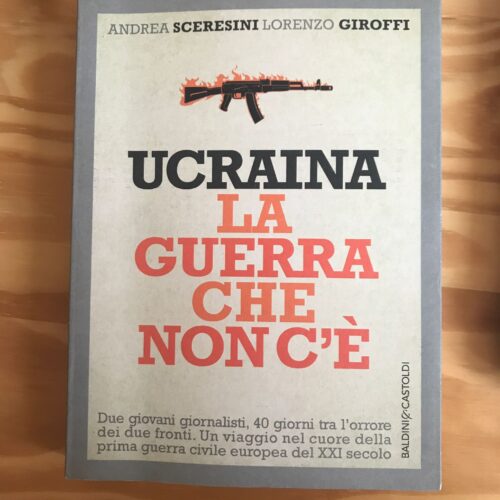 ANDREA SCERESINI LORENZO GIROFFI
UCRAINA
LA
GUERRA
CHE
NON C'È
Due giovani giornalisti, 40 giorni tra l'orrore
dei due fronti. Un viaggio nel cuore della
prima guerra civile europea del XXI secolo
BALDINI&CASTOLDI